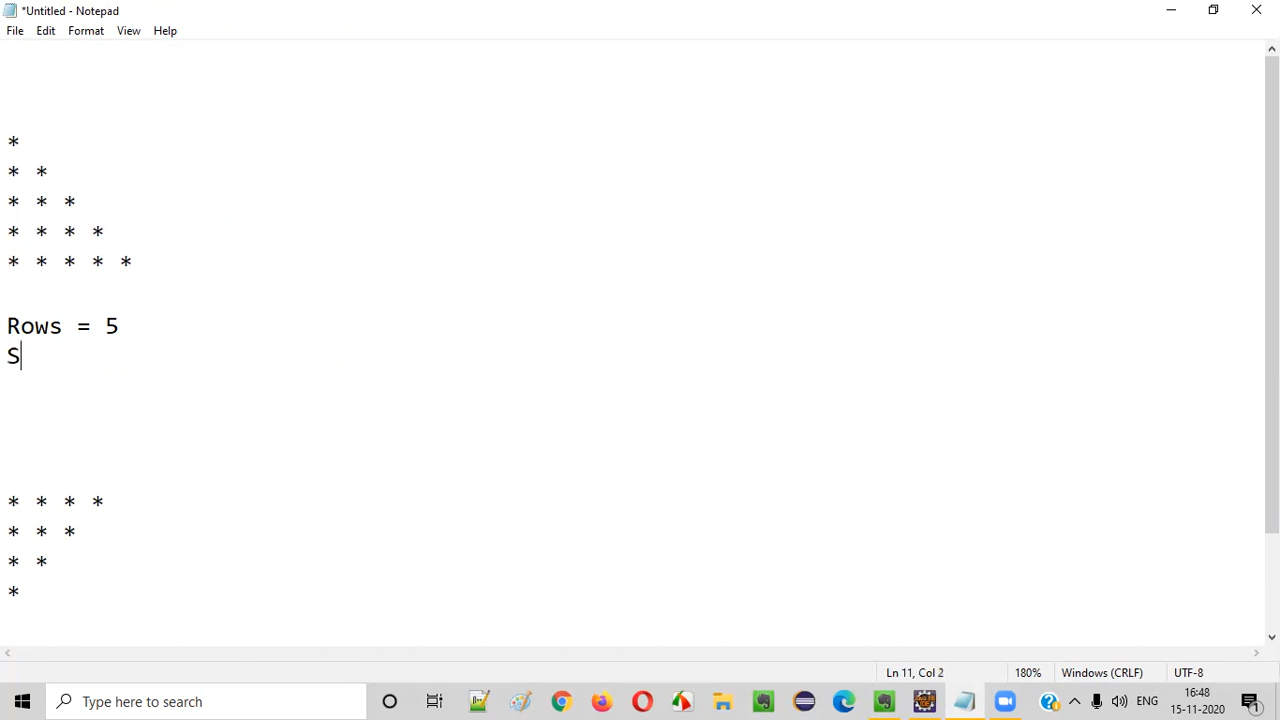 *Untitled - Notepad
File Edit Format View Help
*
* *
* * *
* * * *
* * * * *
Rows = 5
S
* * * *
* * *
* *
*
Ln 11, Col 2 180% Windows (CRLF) UTF-8
Type here to search
ENG
16:48
15-11-2020
1